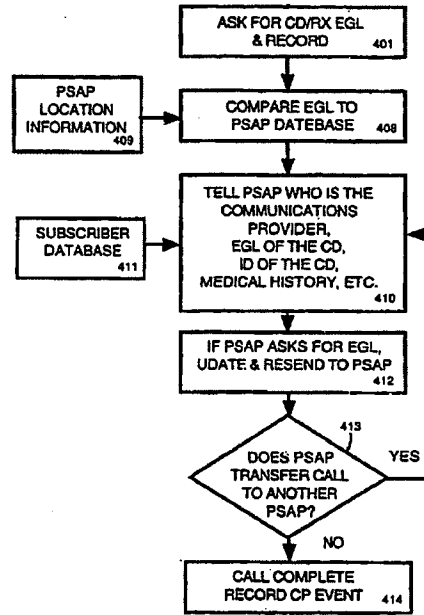 ASK FOR CD/RX EGL
& RECORD
401
PSAP
LOCATION
INFORMATION
409
COMPARE EGL TO
PSAP DATEBASE
408
TELL PSAP WHO IS THE
COMMUNICATIONS
PROVIDER,
EGL OF THE CD,
ID OF THE CD,
MEDICAL HISTORY, ETC.
410
SUBSCRIBER
DATABASE
411
IF PSAP ASKS FOR EGL,
UDATE & RESEND TO PSAP
412
413
DOES PSAP
TRANSFER CALL
TO ANOTHER
PSAP?
YES
NO
CALL COMPLETE
RECORD CP EVENT
414